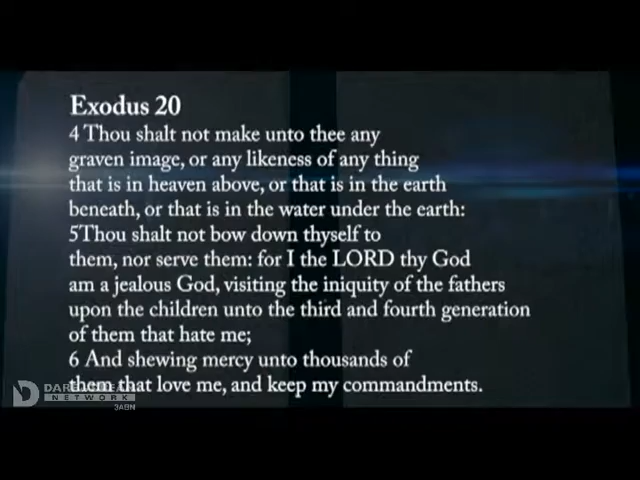 Exodus 20
4 Thou shalt not make unto thee any
graven image, or any likeness of any thing
that is in heaven above, or that is in the earth
beneath, or that is in the water under the earth:
5Thou shalt not bow down thyself to
them, nor serve them: for I the LORD thy God
am a jealous God, visiting the iniquity of the fathers
upon the children unto the third and fourth generation
of them that hate me;
6 And shewing mercy unto thousands of
them that love me, and keep my commandments.
NETWORK
3ABN